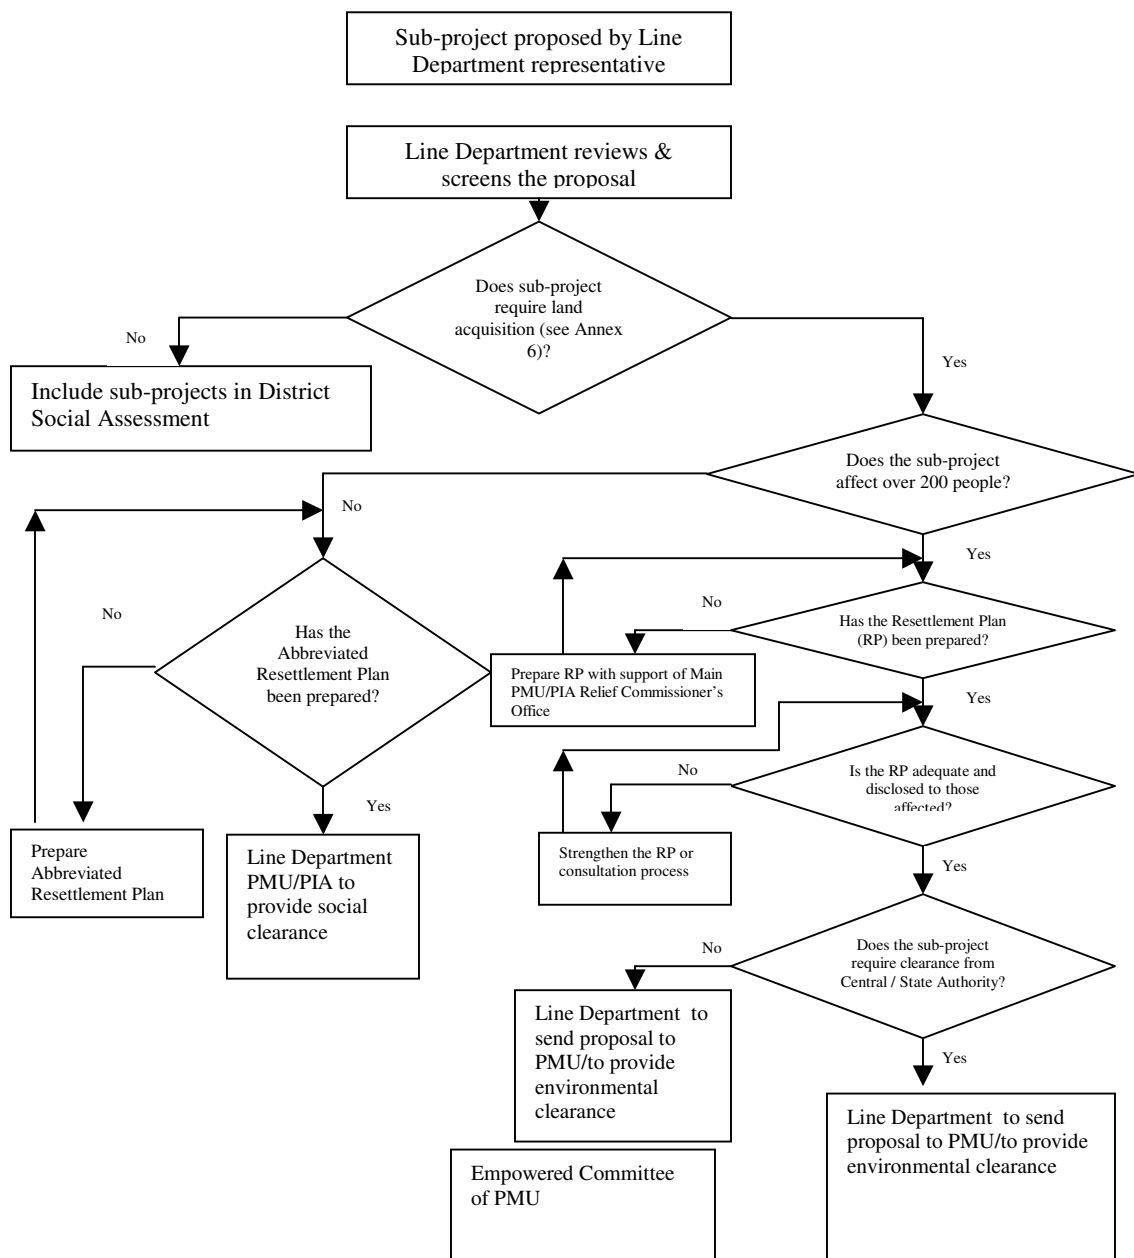 Sub-project proposed by Line
Department representative
Line Department reviews &
screens the proposal
Does sub-project
require land
acquisition (see Annex
6)?
No
Yes
Include sub-projects in District
Social Assessment
Does the sub-project
affect over 200 people?
No
Yes
No
Has the
Abbreviated
Resettlement Plan
been prepared?
No
Has the Resettlement Plan
(RP) been prepared?
Prepare RP with support of Main
PMU/PIA Relief Commissioner's
Office
Yes
No
Is the RP adequate and
disclosed to those
affected?
Yes
Prepare
Abbreviated
Resettlement Plan
Line Department
PMU/PIA to
provide social
clearance
Strengthen the RP or
consultation process
Yes
No
Does the sub-project
require clearance from
Central / State Authority?
Line Department to
send proposal to
PMU/to provide
environmental
clearance
Yes
Line Department to send
proposal to PMU/to provide
environmental clearance
Empowered Committee
of PMU